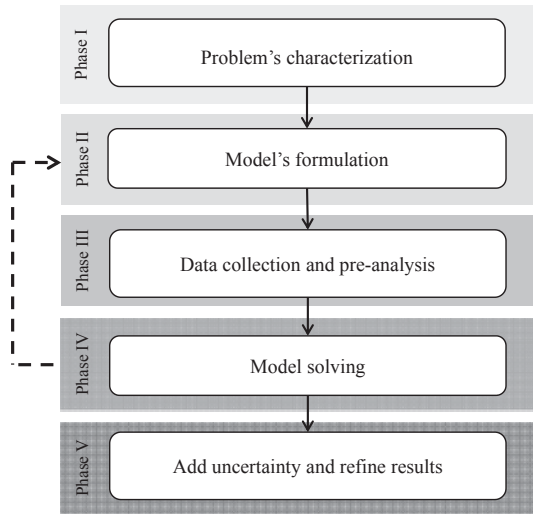 Phase I
Problem's characterization
Phase II
Model's formulation
Phase III
Data collection and pre-analysis
Phase IV
Model solving
Phase V
Add uncertainty and refine results